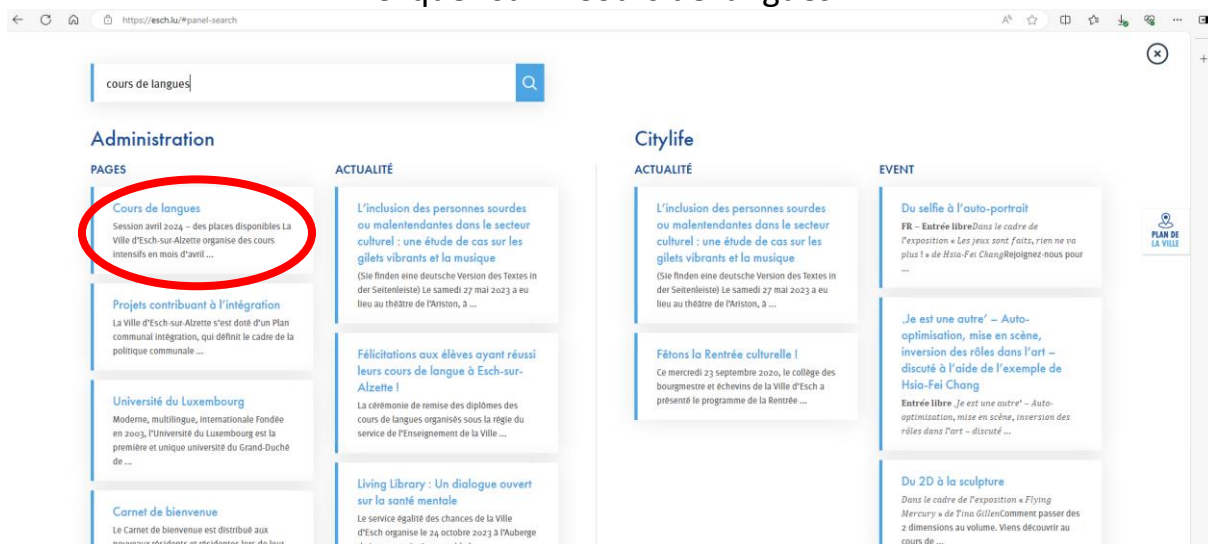 https://esch.lu/#panel-search
cours de langues
Administration
PAGES
Cours de langues
Session avril 2024 – des places disponibles La
Ville d'Esch-sur-Alzette organise des cours
intensifs en mois d'avril ...
Projets contribuant à l'intégration
La Ville d'Esch-sur-Alzette s'est doté d'un Plan
communal intégration, qui définit le cadre de la
politique communale ...
Université du Luxembourg
Moderne, multilingue, internationale Fondée
en 2003, l'Université du Luxembourg est la
première et unique université du Grand-Duché
de ...
Carnet de bienvenue
Le Carnet de bienvenue est distribué aux
ACTUALITÉ
L'inclusion des personnes sourdes
ou malentendantes dans le secteur
culturel : une étude de cas sur les
gilets vibrants et la musique
(Sie finden eine deutsche Version des Textes in
der Seitenleiste) Le samedi 27 mai 2023 a eu
lieu au théâtre de l'Ariston, à ...
Félicitations aux élèves ayant réussi
leurs cours de langue à Esch-sur-
Alzette !
La cérémonie de remise des diplômes des
cours de langues organisés sous la régie du
service de l'Enseignement de la Ville ...
Living Library : Un dialogue ouvert
sur la santé mentale
Le service égalité des chances de la Ville
d'Esch organise le 24 octobre 2023 à l'Auberge
Citylife
ACTUALITÉ
L'inclusion des personnes sourdes
ou malentendantes dans le secteur
culturel : une étude de cas sur les
gilets vibrants et la musique
(Sie finden eine deutsche Version des Textes in
der Seitenleiste) Le samedi 27 mai 2023 a eu
lieu au théâtre de l'Ariston, à ...
Fêtons la Rentrée culturelle !
Ce mercredi 23 septembre 2020, le collège des
bourgmestre et échevins de la Ville d'Esch a
présenté le programme de la Rentrée ...
EVENT
Du selfie à l'auto-portrait
FR – Entrée libreDans le cadre de
l'exposition « Les jeux sont faits, rien ne va
plus ! » de Hsia-Fei ChangRejoignez-nous pour
...
‚Je est une autre' – Auto-
optimisation, mise en scène,
inversion des rôles dans l'art –
discuté à l'aide de l'exemple de
Hsia-Fei Chang
Entrée libre ‚Je est une autre' – Auto-
optimisation, mise en scène, inversion des
rôles dans l'art – discuté ...
Du 2D à la sculpture
Dans le cadre de l'exposition « Flying
Mercury » de Tina GillenComment passer des
2 dimensions au volume. Viens découvrir au
cours de ...
PLAN DE
LA VILLE